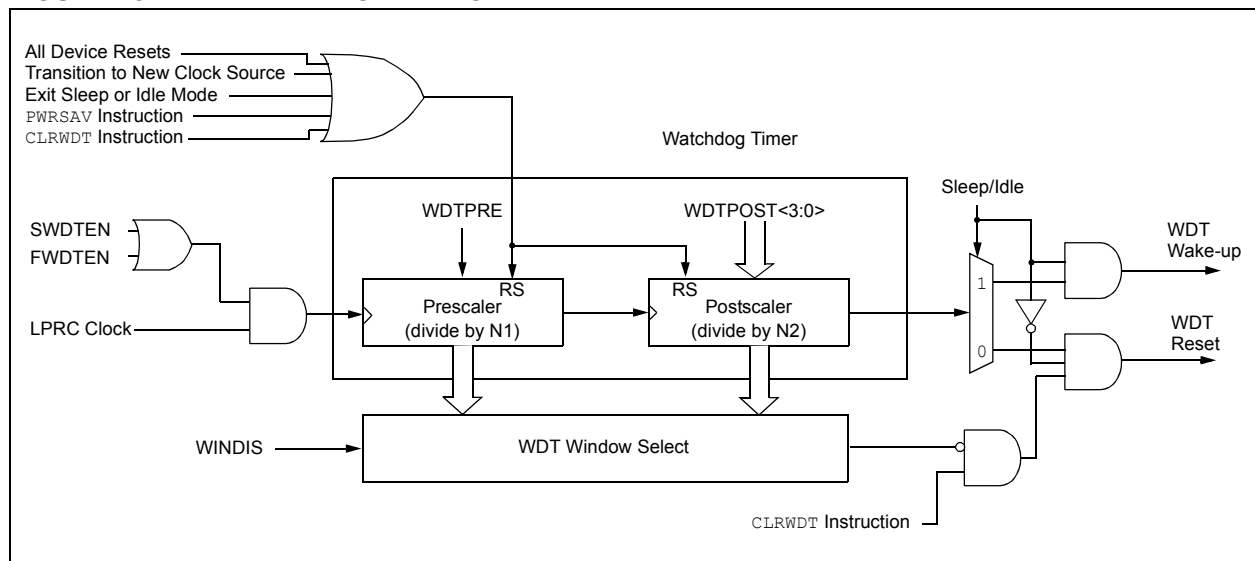 All Device Resets
Transition to New Clock Source
Exit Sleep or Idle Mode
PWRSAV Instruction
CLRWDT Instruction
Watchdog Timer
Sleep/Idle
WDTPRE
WDTPOST<3:0>
SWDTEN
FWDTEN
WDT
Wake-up
RS
RS
1
Prescaler
(divide by N1)
Postscaler
(divide by N2)
LPRC Clock
0
WDT
Reset
WINDIS
WDT Window Select
CLRWDT Instruction